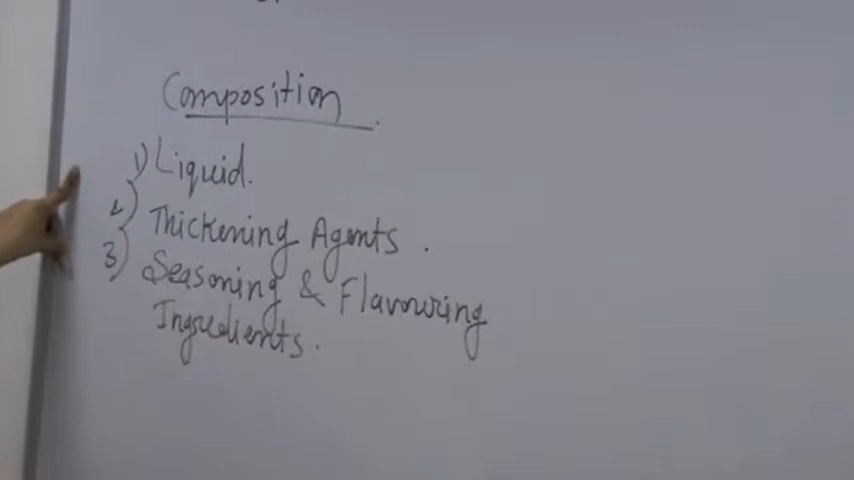 Composition.
1) Liquid.
2) Thickening Agents.
3) Seasoning & Flavouring
Ingredients.